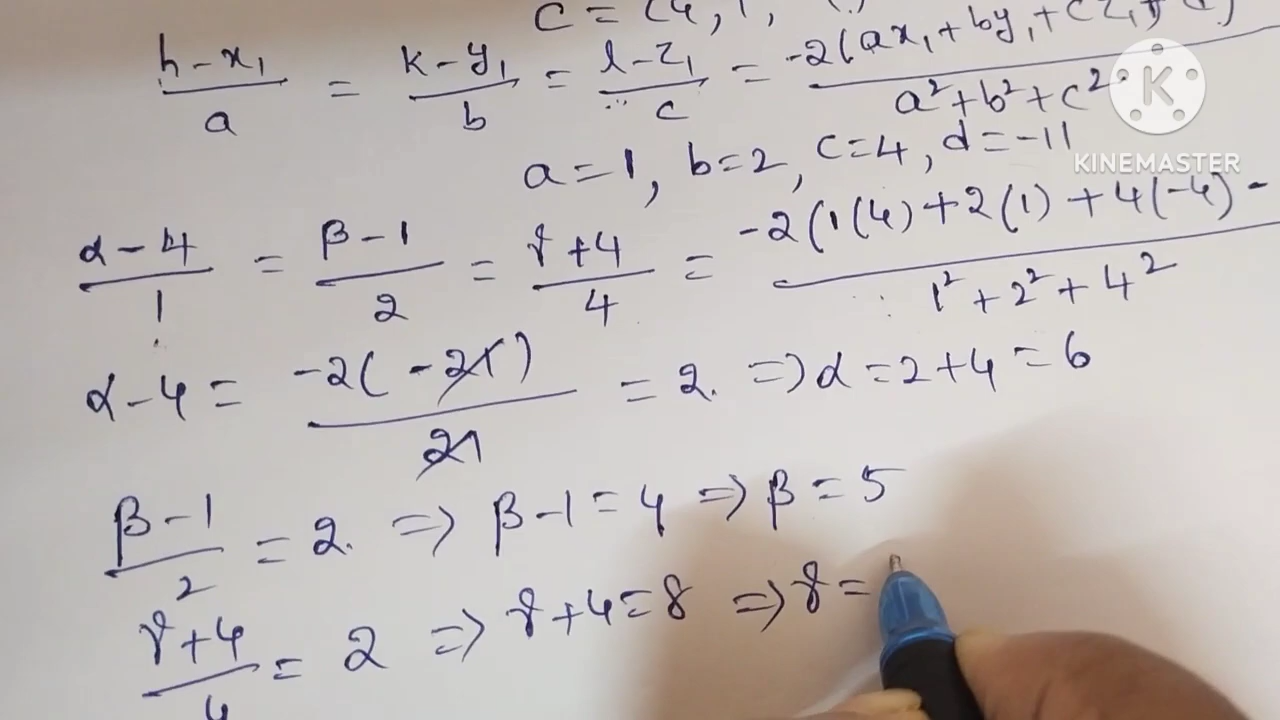 C = (4, 1,
h - x₁ / a = k - y₁ / b = l - z₁ / c = -2(ax₁ + by₁ + cz₁ + d) / a² + b² + c²
K
KINEMASTER
a = 1, b = 2, c = 4, d = -11
α - 4 / 1 = β - 1 / 2 = γ + 4 / 4 = -2(1(4) + 2(1) + 4(-4) - / 1² + 2² + 4²
α - 4 = -2(-21) / 21 = 2. ⇒ α = 2 + 4 = 6
β - 1 / 2 = 2. ⇒ β - 1 = 4 ⇒ β = 5
γ + 4 / 4 = 2 ⇒ γ + 4 = 8 ⇒ γ =